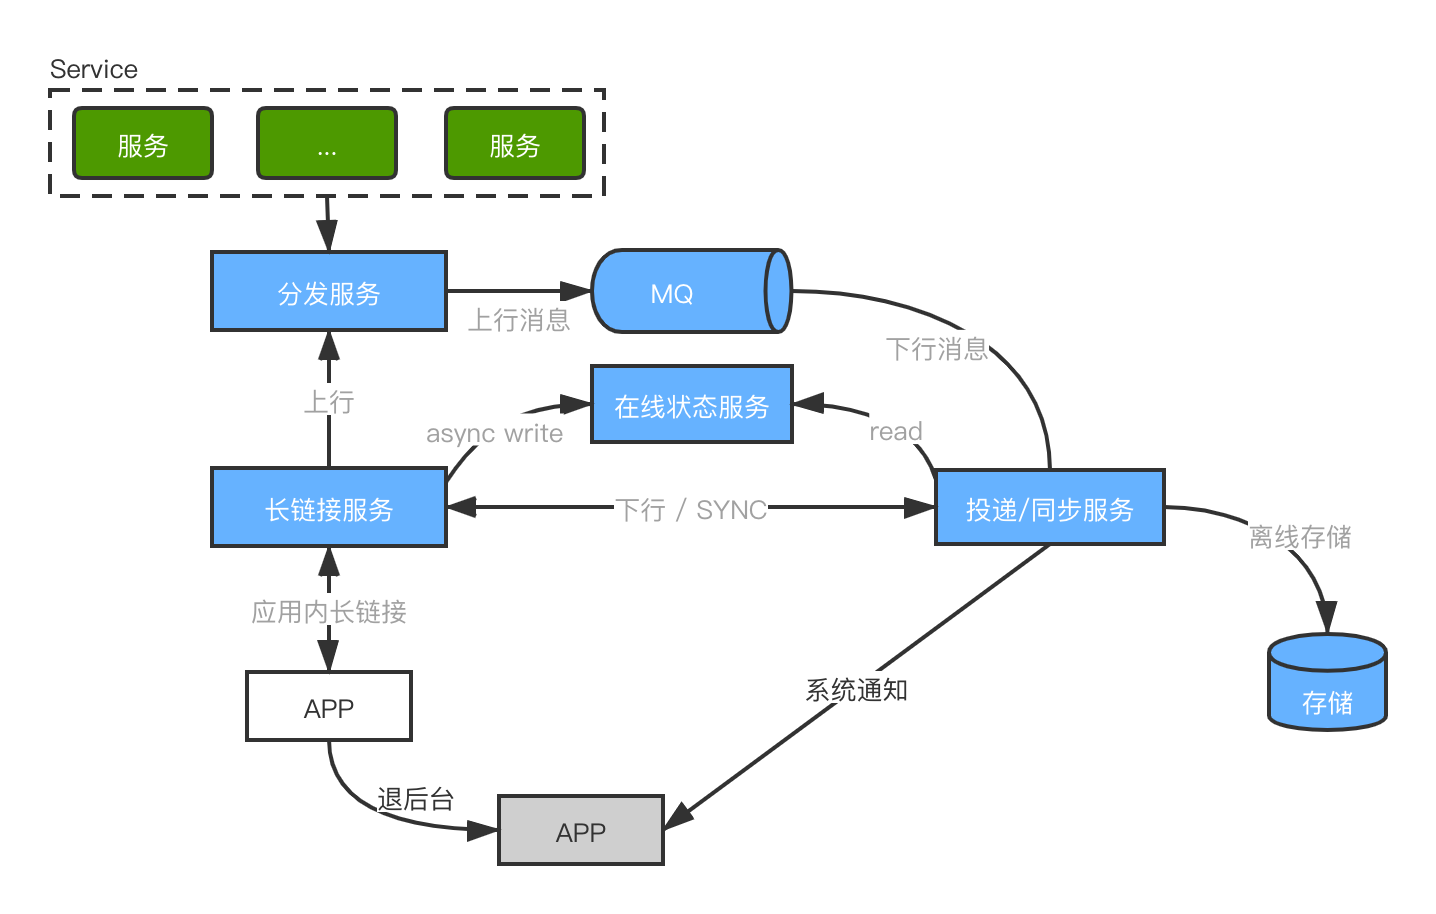 Service
服务
...
服务
分发服务
上行消息
MQ
下行消息
上行
async write
在线状态服务
read
长链接服务
下行 / SYNC
投递/同步服务
离线存储
应用内长链接
APP
系统通知
存储
退后台
APP